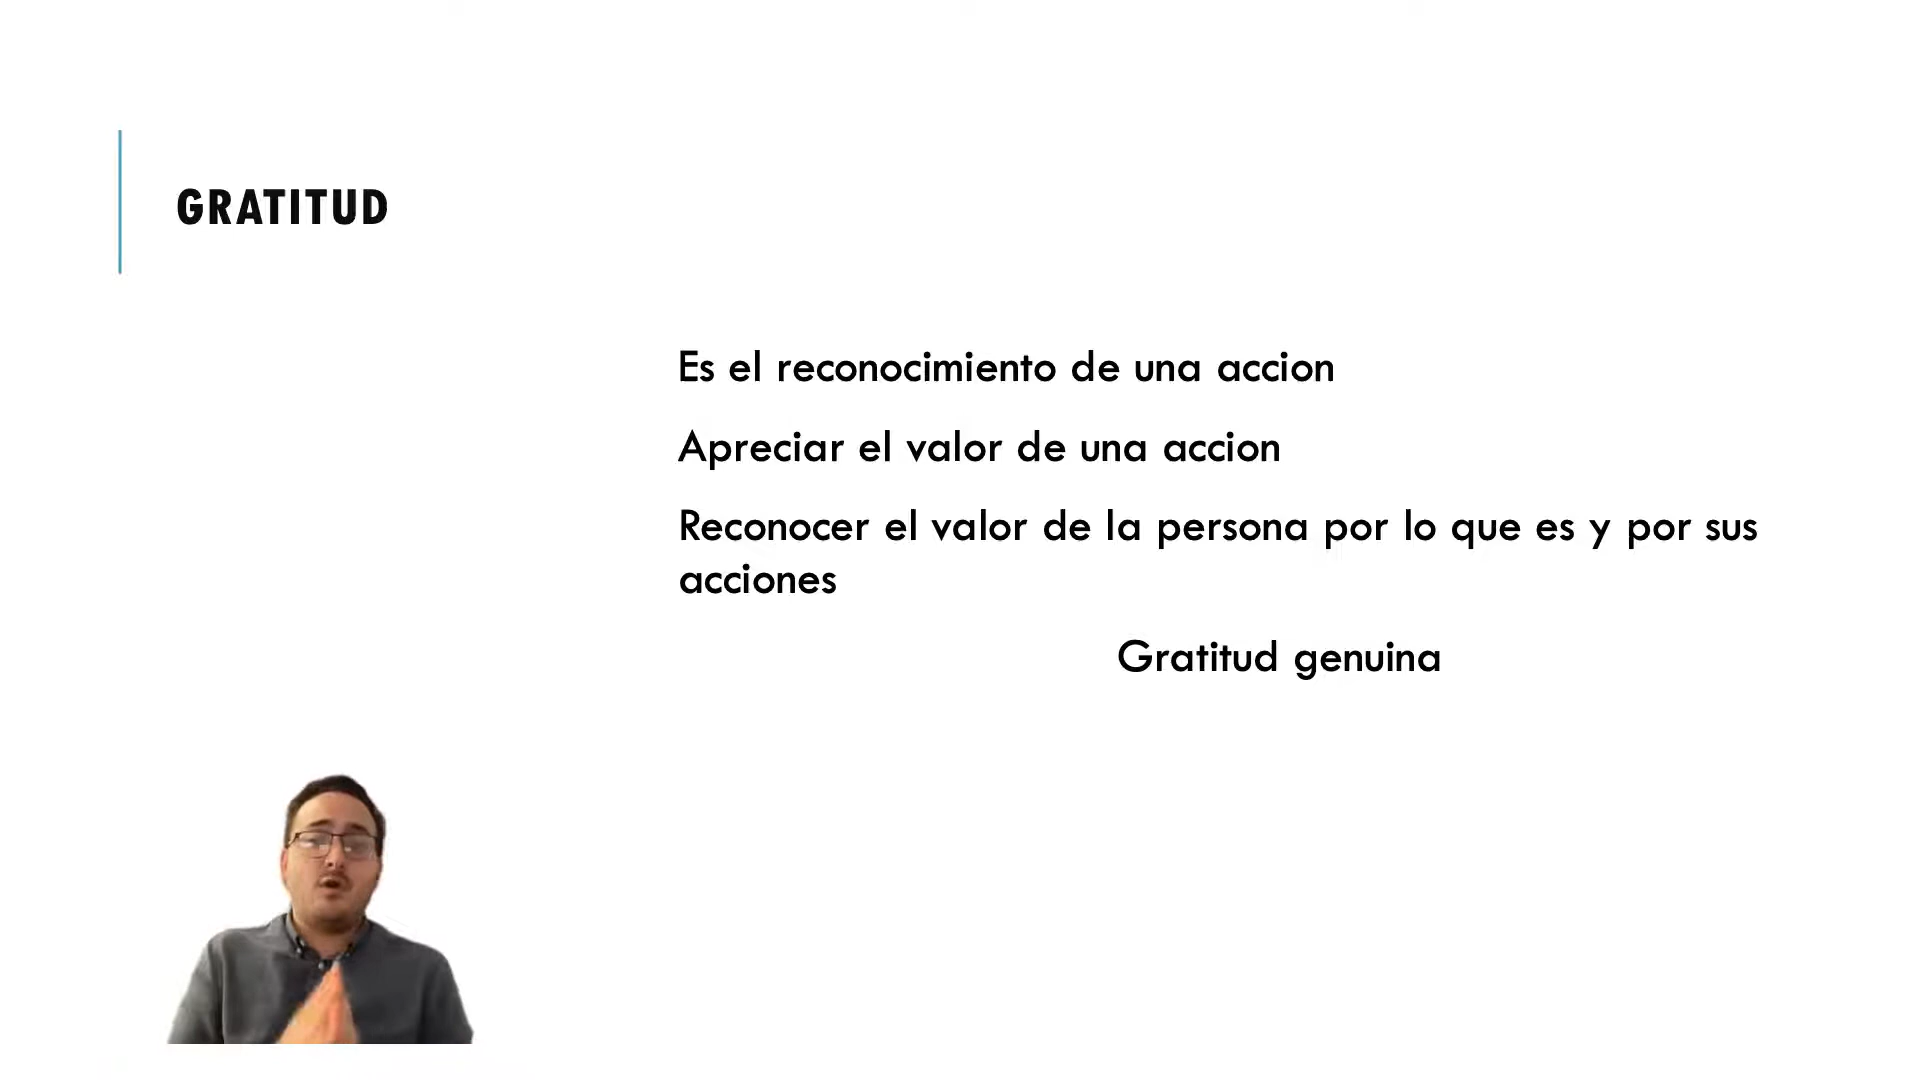 GRATITUD
Es el reconocimiento de una accion
Apreciar el valor de una accion
Reconocer el valor de la persona por lo que es y por sus
acciones
Gratitud genuina